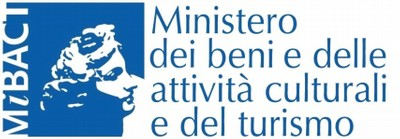 MiBACT
Ministero
dei beni e delle
attività culturali
e del turismo